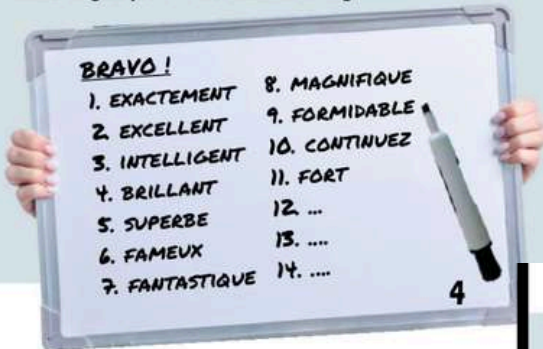 BRAVO !
1. EXACTEMENT
2. EXCELLENT
3. INTELLIGENT
4. BRILLANT
5. SUPERBE
6. FAMEUX
7. FANTASTIQUE
8. MAGNIFIQUE
9. FORMIDABLE
10. CONTINUEZ
11. FORT
12. ...
13. ....
14. ....
4